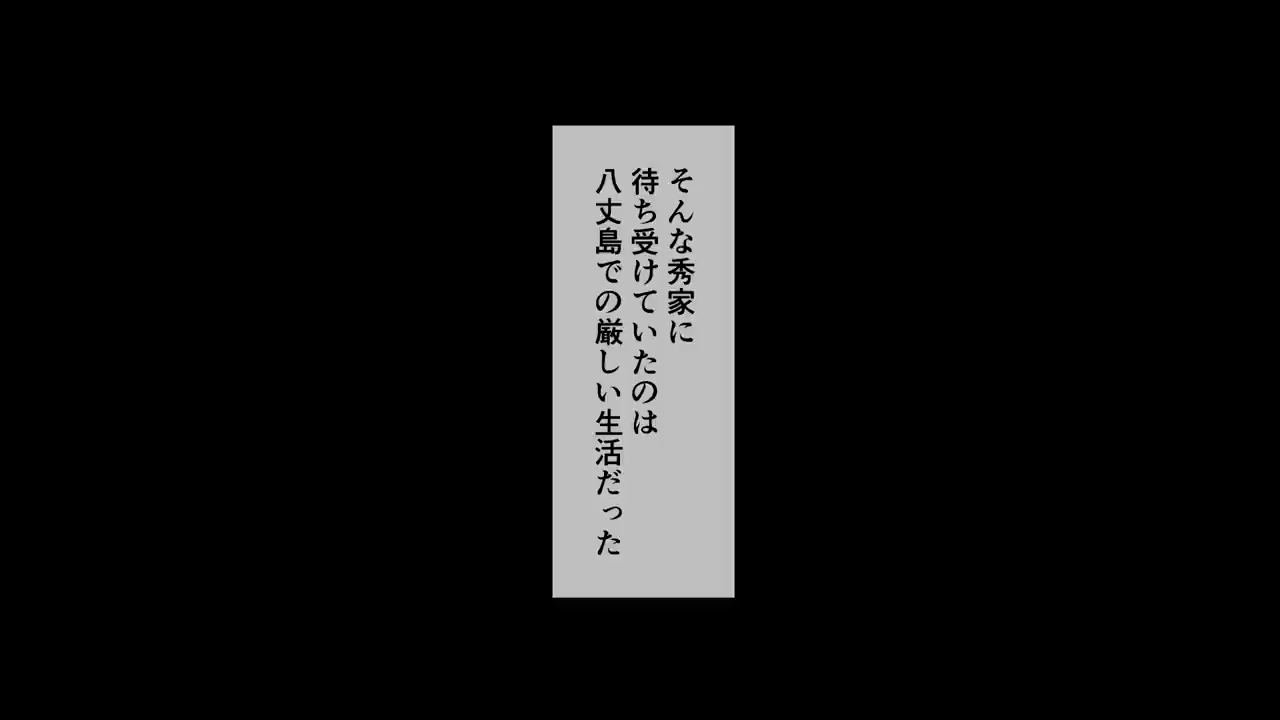 そんな秀家に
待ち受けていたのは
八丈島での厳しい生活だった